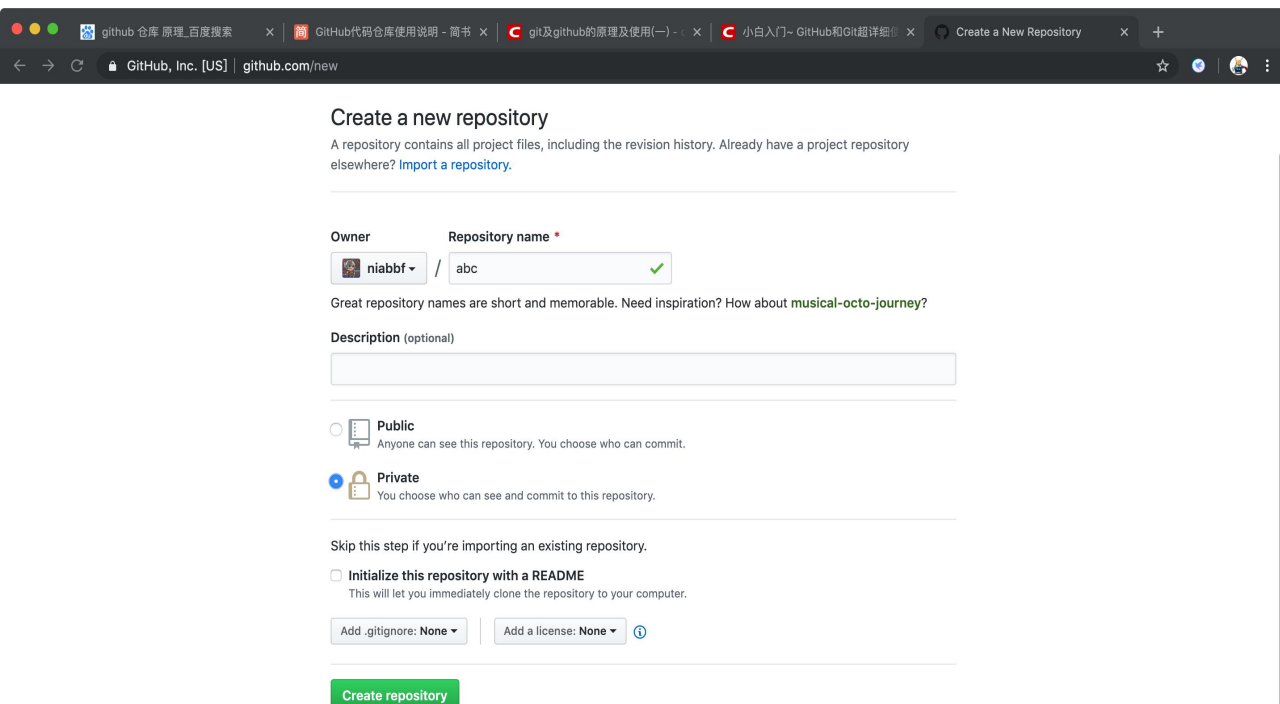 github 仓库 原理_百度搜索
简
GitHub代码仓库使用说明 - 简书
C
git及github的原理及使用(一) -
C
小白入门~ GitHub和Git超详细
Create a New Repository
GitHub, Inc. [US]
github.com/new
Create a new repository
A repository contains all project files, including the revision history. Already have a project repository
elsewhere? Import a repository.
Owner
Repository name *
niabbf
/
abc
Great repository names are short and memorable. Need inspiration? How about musical-octo-journey?
Description (optional)
Public
Anyone can see this repository. You choose who can commit.
Private
You choose who can see and commit to this repository.
Skip this step if you're importing an existing repository.
Initialize this repository with a README
This will let you immediately clone the repository to your computer.
Add .gitignore: None
Add a license: None
Create repository